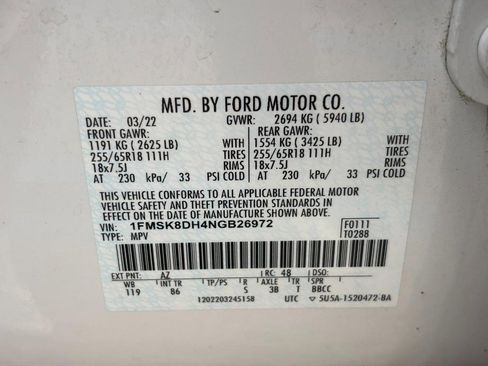 MFD. BY FORD MOTOR CO.
DATE: 03/22 GVWR: 2694 KG ( 5940 LB)
FRONT GAWR: REAR GAWR:
1191 KG ( 2625 LB) WITH 1554 KG ( 3425 LB) WITH
255/65R18 111H TIRES 255/65R18 111H TIRES
18x7.5J RIMS 18x7.5J RIMS
AT 230 kPa/ 33 PSI COLD AT 230 kPa/ 33 PSI COLD
THIS VEHICLE CONFORMS TO ALL APPLICABLE FEDERAL MOTOR
VEHICLE SAFETY AND THEFT PREVENTION STANDARDS IN EFFECT
ON THE DATE OF MANUFACTURE SHOWN ABOVE.
VIN: 1FMSK8DH4NGB26972 F0111
TYPE: MPV T0288
EXT PNT: AZ RC: 48 DSO:
WB INT TR TP/PS R AXLE TR SPR
119 86 S 3B T BBCC
1202203245158 UTC 5U5A-1520472-BA